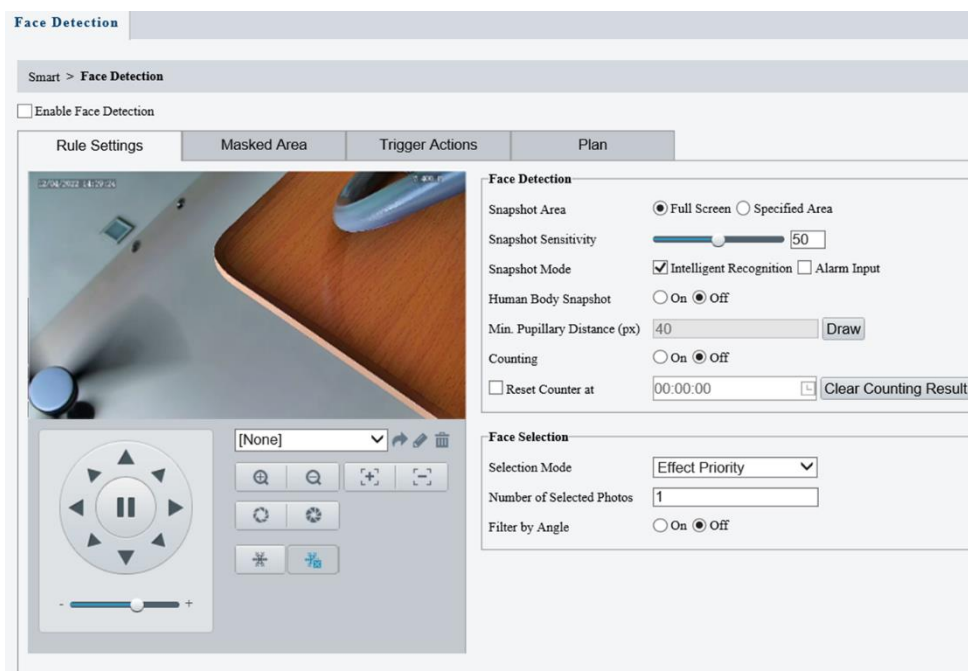 Face Detection
Smart > Face Detection
Enable Face Detection
Rule Settings Masked Area Trigger Actions Plan
Face Detection
Snapshot Area Full Screen Specified Area
Snapshot Sensitivity 50
Snapshot Mode Intelligent Recognition Alarm Input
Human Body Snapshot On Off
Min. Pupillary Distance (px) 40 Draw
Counting On Off
Reset Counter at 00:00:00 Clear Counting Result
[None]
- +
Face Selection
Selection Mode Effect Priority
Number of Selected Photos 1
Filter by Angle On Off